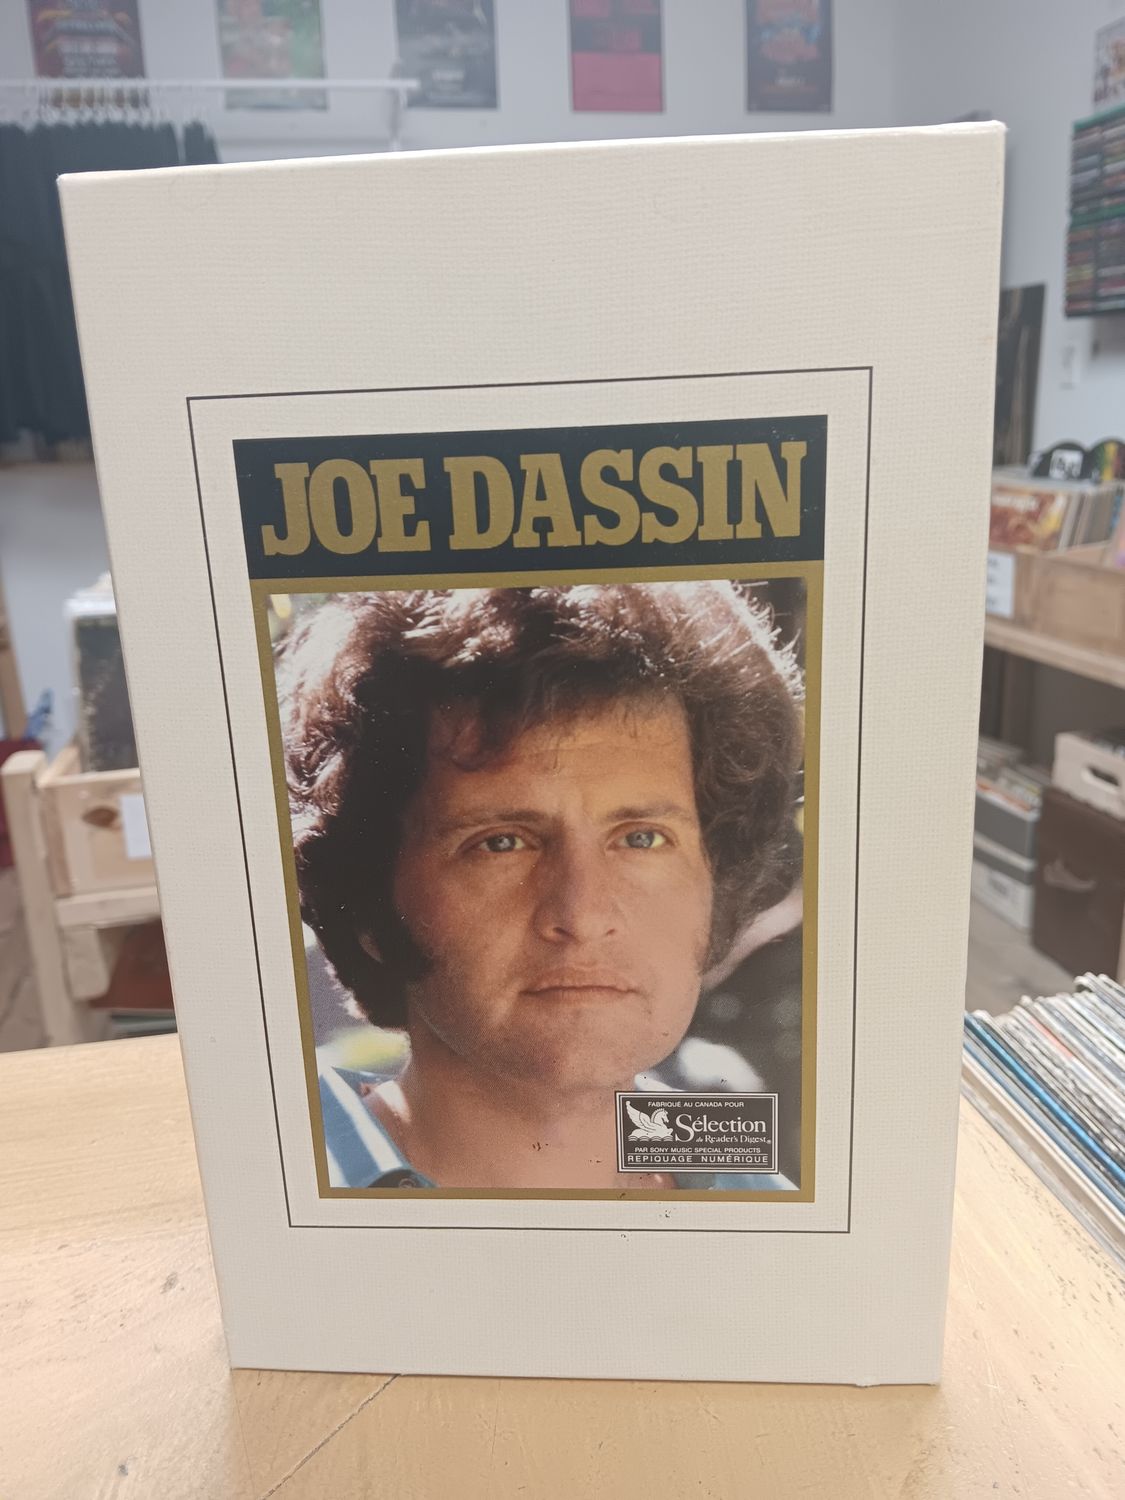 JOE DASSIN
FABRIQUÉ AU CANADA POUR
Sélection
du Reader's Digest®
PAR SONY MUSIC SPECIAL PRODUCTS
REPIQUAGE NUMÉRIQUE